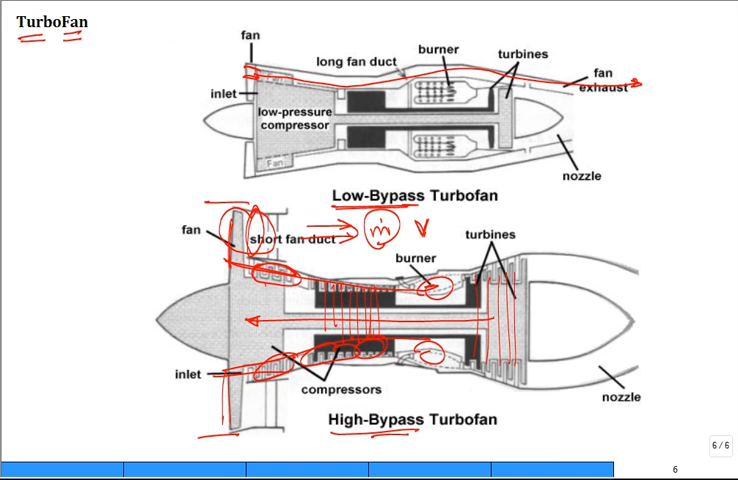 TurboFan
fan
long fan duct
burner
turbines
Fan
fan
exhaust
inlet
low-pressure
compressor
Fan
nozzle
Low-Bypass Turbofan
fan
short fan duct
ṁ
v
turbines
burner
inlet
compressors
nozzle
High-Bypass Turbofan
6 / 6
6